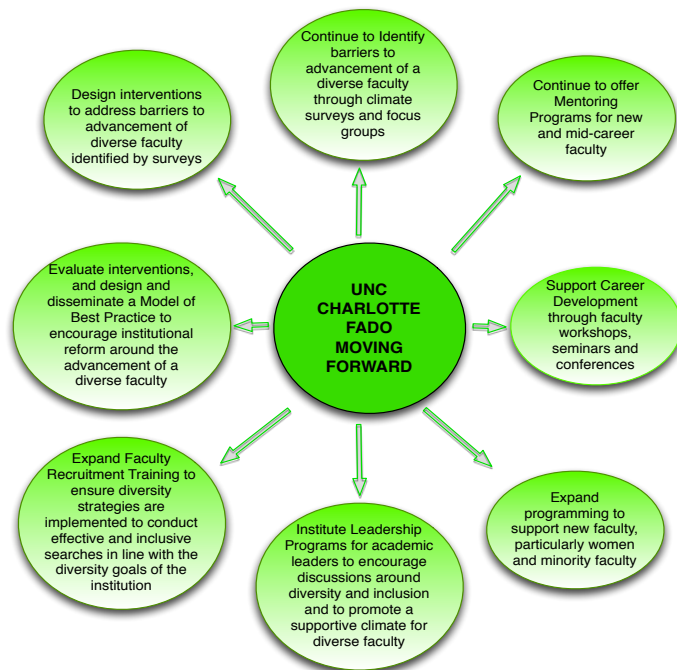 Continue to Identify
barriers to
advancement of a
diverse faculty
through climate
surveys and focus
groups
Design interventions
to address barriers to
advancement of
diverse faculty
identified by surveys
Continue to offer
Mentoring
Programs for new
and mid-career
faculty
Evaluate interventions,
and design and
disseminate a Model of
Best Practice to
encourage institutional
reform around the
advancement of a
diverse faculty
UNC
CHARLOTTE
FADO
MOVING
FORWARD
Support Career
Development
through faculty
workshops,
seminars and
conferences
Expand Faculty
Recruitment Training to
ensure diversity
strategies are
implemented to conduct
effective and inclusive
searches in line with the
diversity goals of the
institution
Institute Leadership
Programs for academic
leaders to encourage
discussions around
diversity and inclusion
and to promote a
supportive climate for
diverse faculty
Expand
programming to
support new faculty,
particularly women
and minority faculty